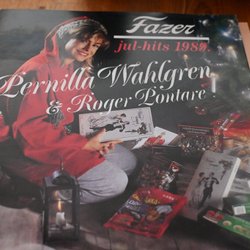 Fazer
jul-hits 1989.
Pernilla Wahlgren
& Roger Pontare